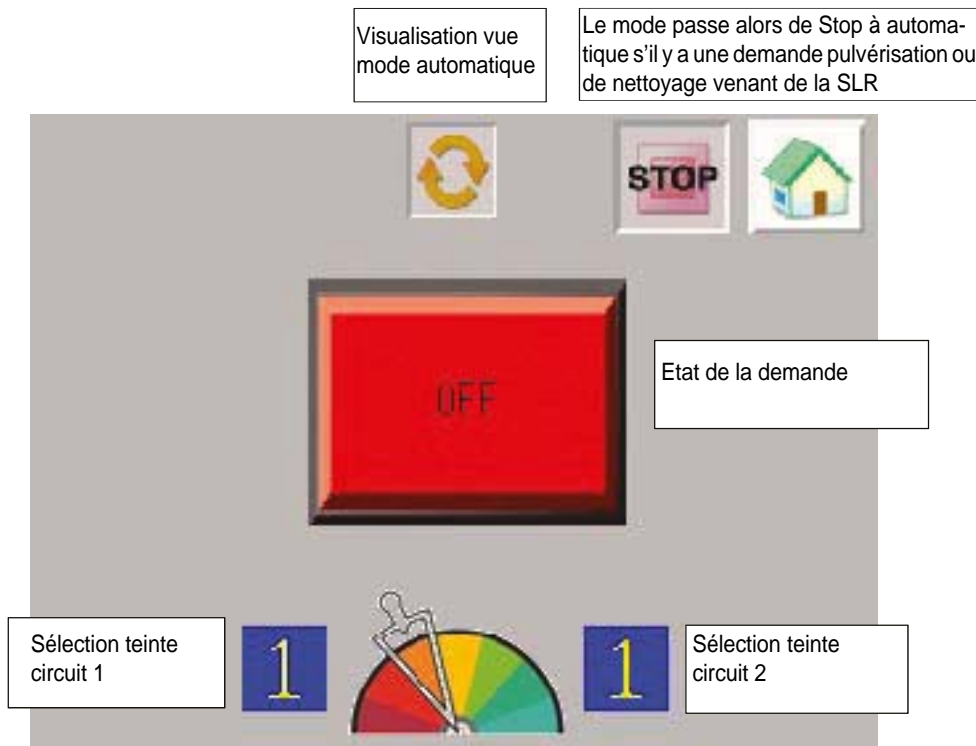 Visualisation vue
mode automatique
Le mode passe alors de Stop à automa-
tique s'il y a une demande pulvérisation ou
de nettoyage venant de la SLR
STOP
OFF
Etat de la demande
Sélection teinte
circuit 1
1
1
Sélection teinte
circuit 2